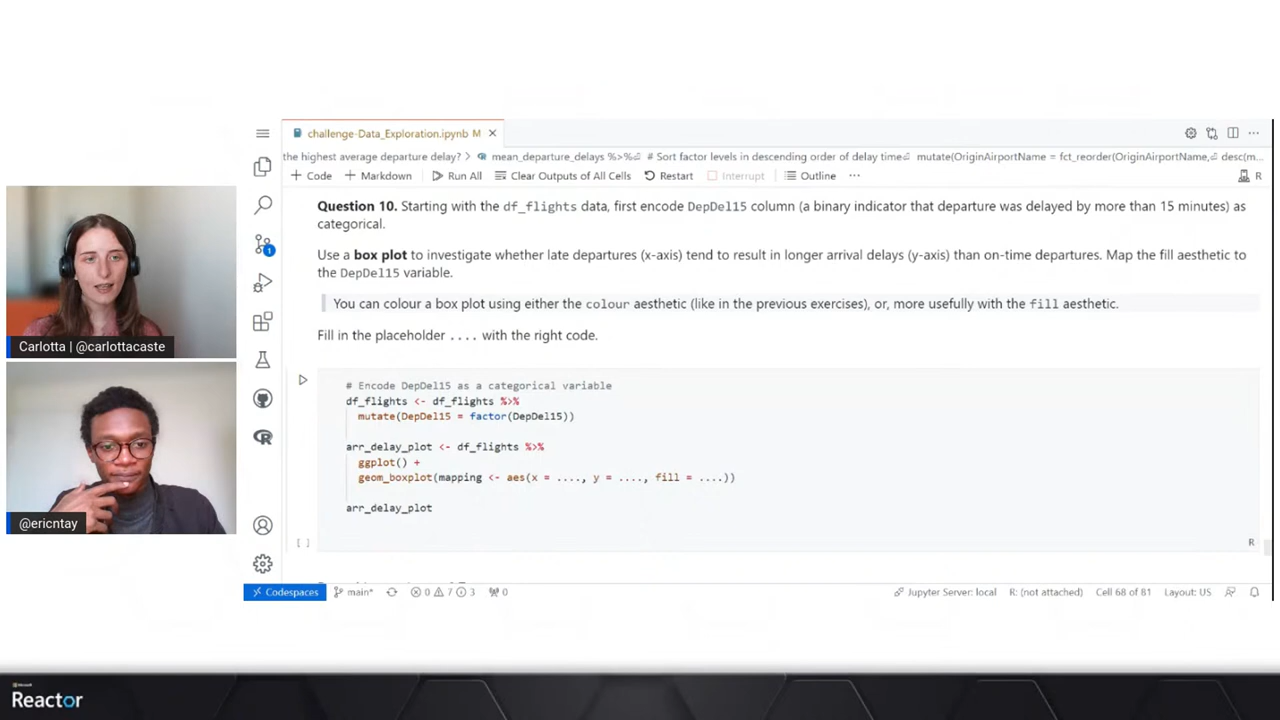 challenge-Data_Exploration.ipynb M
the highest average departure delay? > mean_departure_delays %>% # Sort factor levels in descending order of delay time mutate(OriginAirportName = fct_reorder(OriginAirportName, desc(m...
+ Code + Markdown Run All Clear Outputs of All Cells Restart Interrupt Outline ... R
Question 10. Starting with the df_flights data, first encode DepDel15 column (a binary indicator that departure was delayed by more than 15 minutes) as
categorical.
Use a box plot to investigate whether late departures (x-axis) tend to result in longer arrival delays (y-axis) than on-time departures. Map the fill aesthetic to
the DepDel15 variable.
You can colour a box plot using either the colour aesthetic (like in the previous exercises), or, more usefully with the fill aesthetic.
Fill in the placeholder .... with the right code.
# Encode DepDel15 as a categorical variable
df_flights <- df_flights %>%
mutate(DepDel15 = factor(DepDel15))
arr_delay_plot <- df_flights %>%
ggplot() +
geom_boxplot(mapping <- aes(x = ...., y = ...., fill = ....))
arr_delay_plot
[ ] R
Codespaces main* 0 7 3 0 Jupyter Server: local R: (not attached) Cell 68 of 81 Layout: US
1
R
Carlotta | @carlottacaste
@ericntay
Microsoft
Reactor